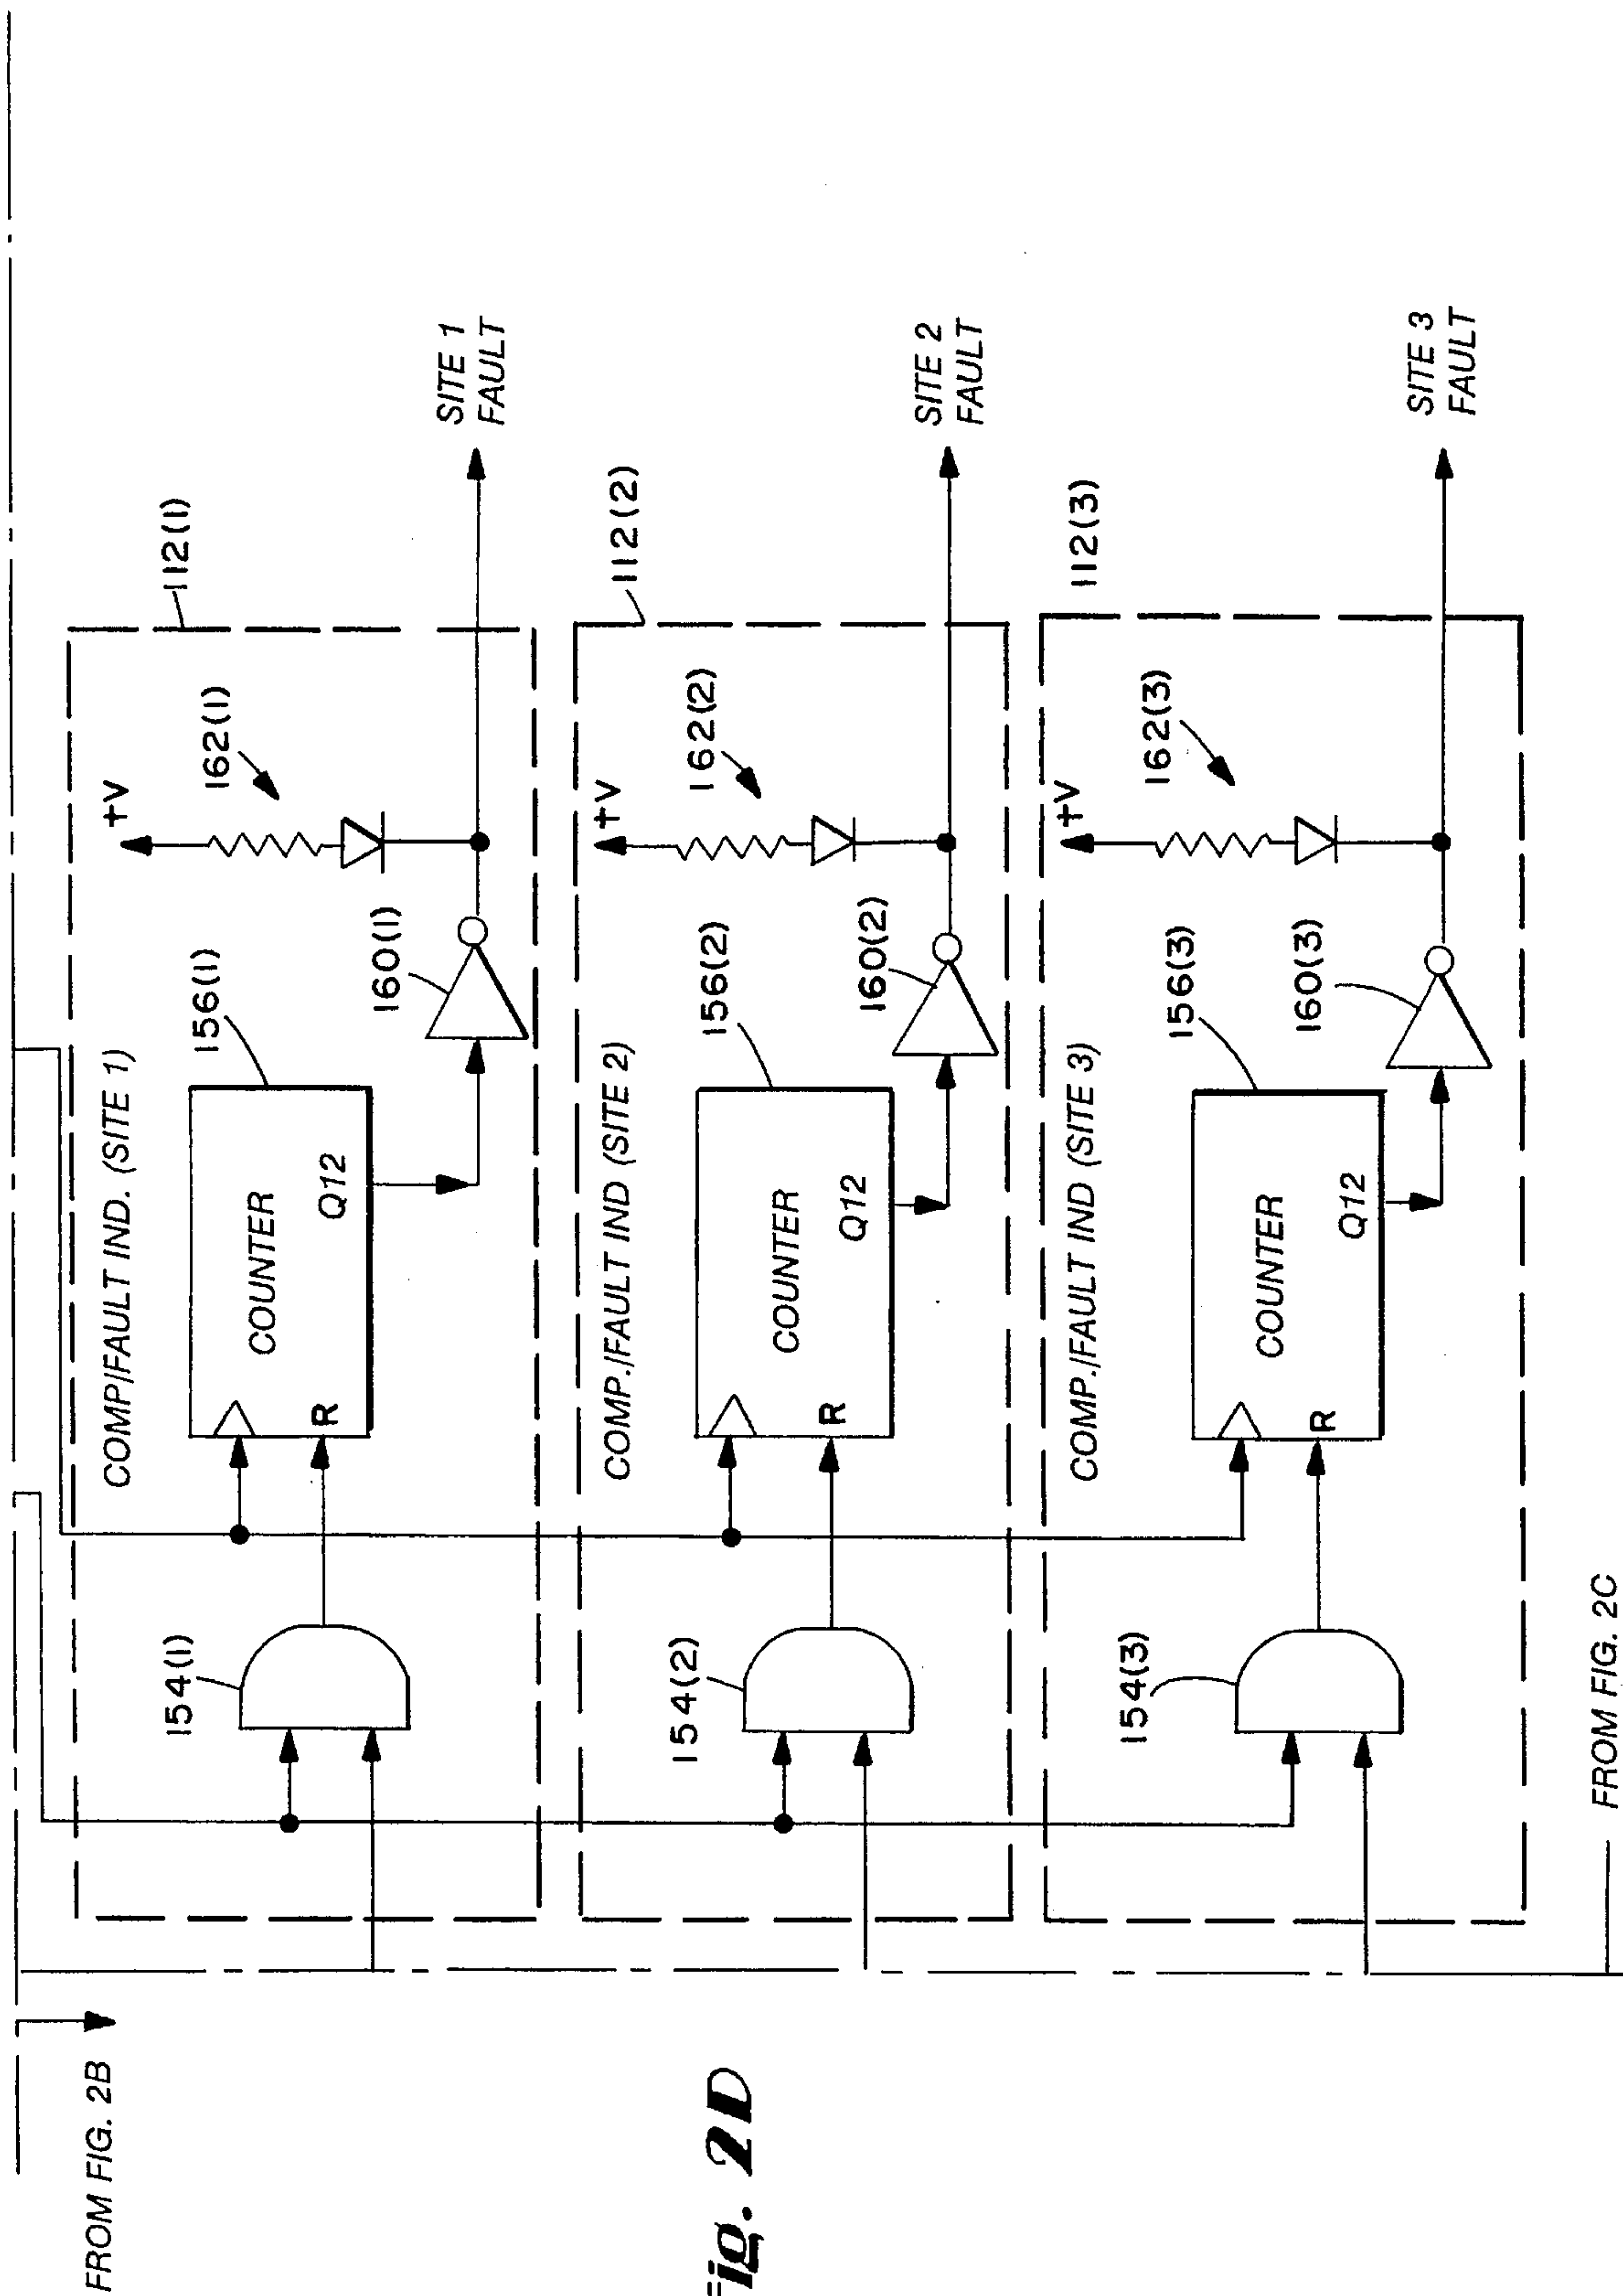 FROM FIG. 2B
COMP/FAULT IND. (SITE 1)
112(1)
154(1)
R
COUNTER
Q12
156(1)
160(1)
162(1)
+V
SITE 1
FAULT
COMP./FAULT IND (SITE 2)
112(2)
154(2)
R
COUNTER
Q12
156(2)
160(2)
162(2)
+V
SITE 2
FAULT
COMP./FAULT IND (SITE 3)
112(3)
154(3)
R
COUNTER
Q12
156(3)
160(3)
162(3)
+V
SITE 3
FAULT
FROM FIG. 2C
Fig. 2D